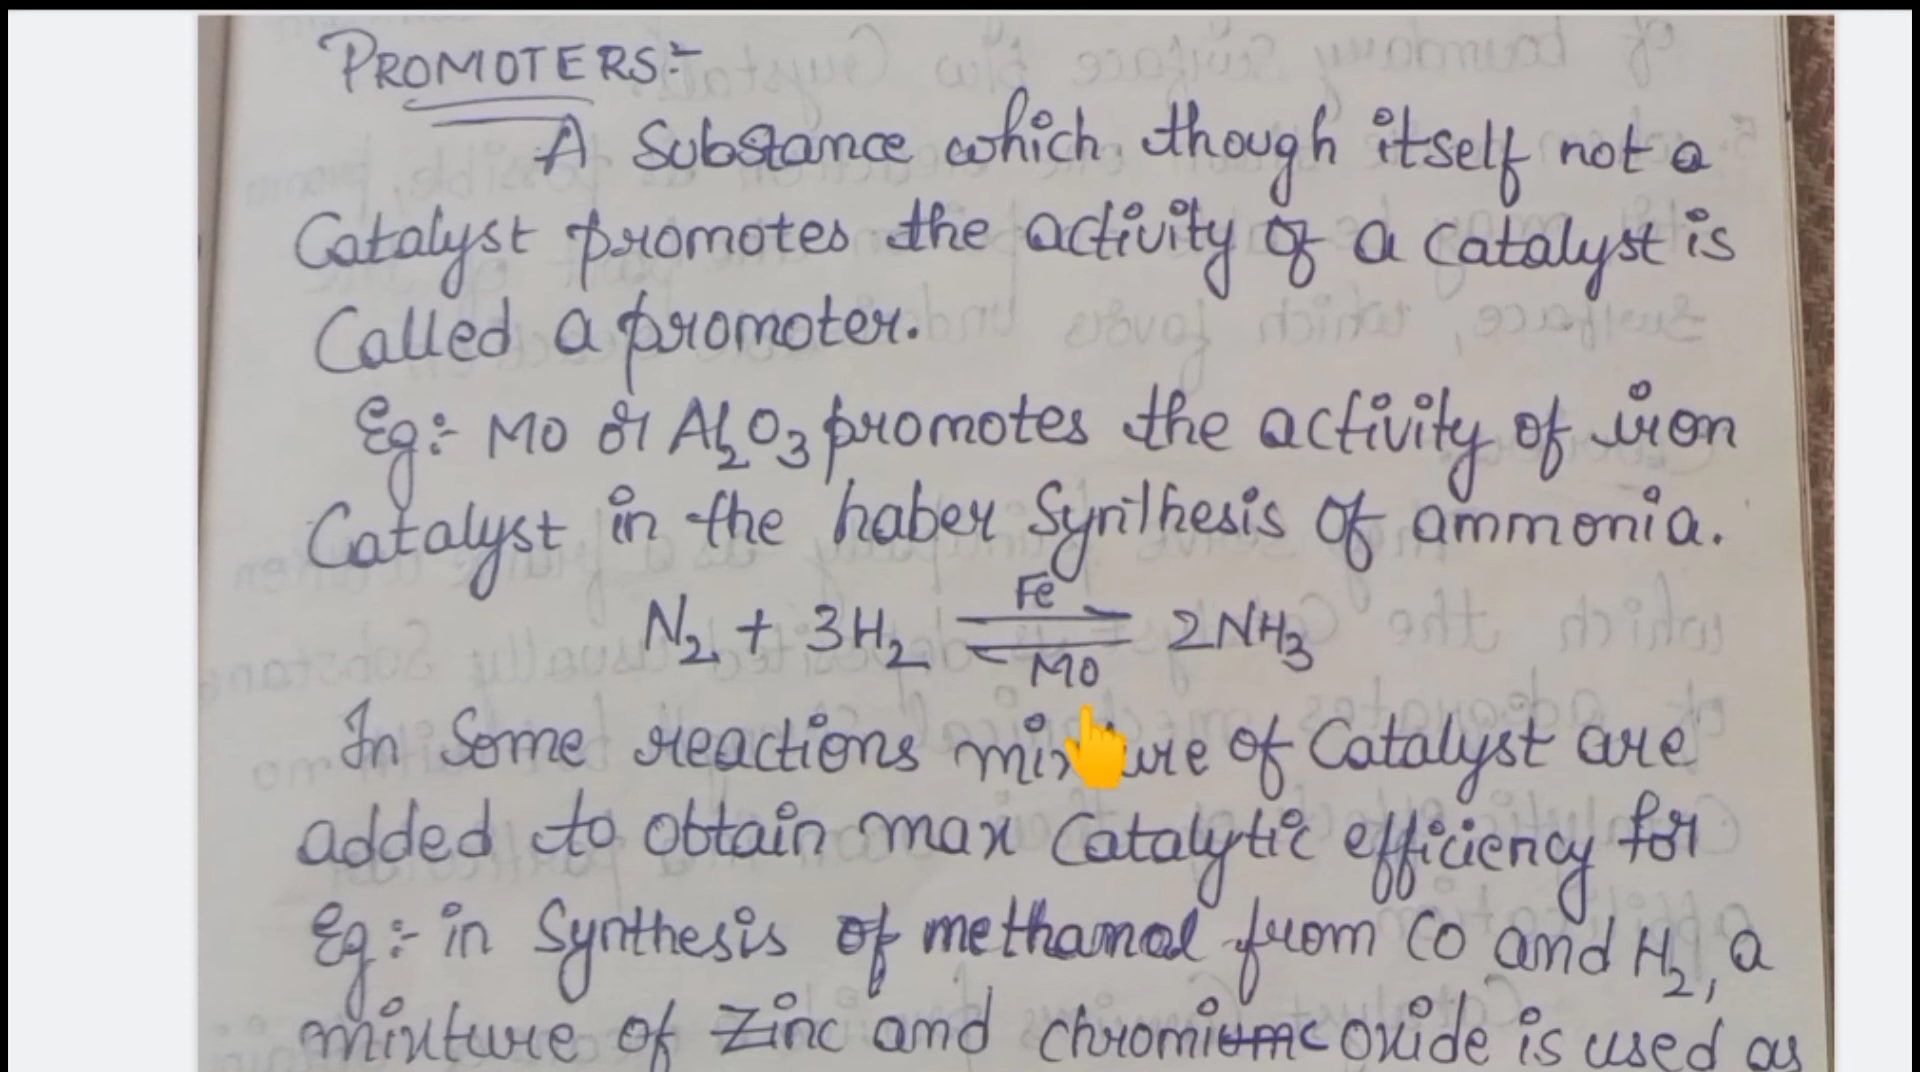 PROMOTERS:-
A Substance which though itself not a
Catalyst promotes the activity of a catalyst is
Called a promoter.
Eg:- MO or Al2O3 promotes the activity of iron
Catalyst in the haber Synthesis of ammonia.
Fe
N2 + 3H2 ⇌ 2NH3
MO
In Some reactions mixture of Catalyst are
added to obtain max Catalytic efficiency for
Eg:- in Synthesis of methanol from CO and H2, a
mixture of Zinc and chromic oxide is used as